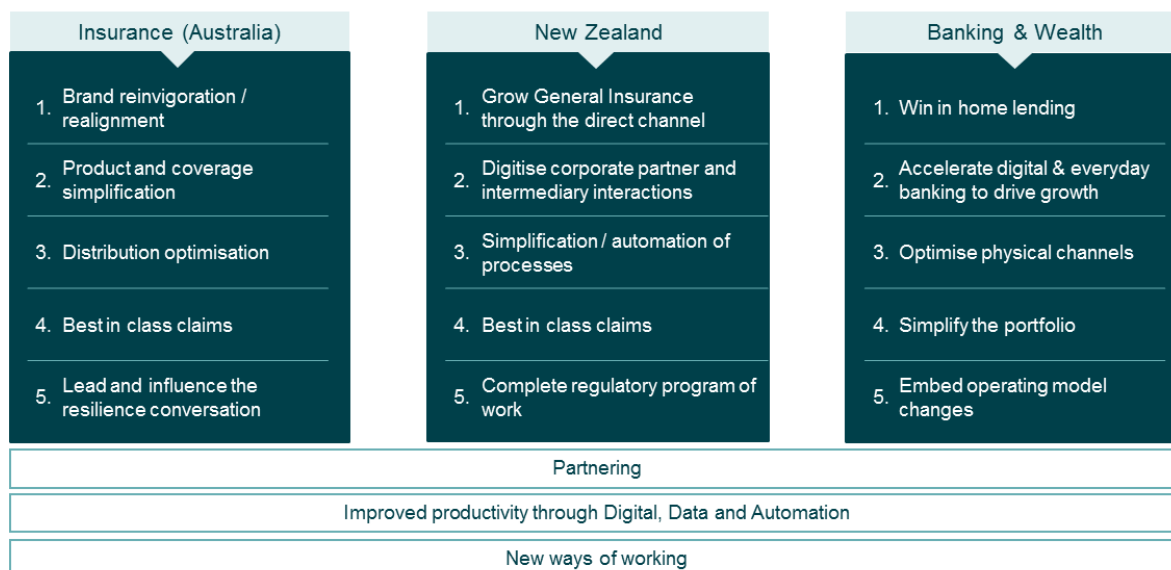 Insurance (Australia)
1. Brand reinvigoration /
realignment
2. Product and coverage
simplification
3. Distribution optimisation
4. Best in class claims
5. Lead and influence the
resilience conversation
New Zealand
1. Grow General Insurance
through the direct channel
2. Digitise corporate partner and
intermediary interactions
3. Simplification / automation of
processes
4. Best in class claims
5. Complete regulatory program of
work
Banking & Wealth
1. Win in home lending
2. Accelerate digital & everyday
banking to drive growth
3. Optimise physical channels
4. Simplify the portfolio
5. Embed operating model
changes
Partnering
Improved productivity through Digital, Data and Automation
New ways of working